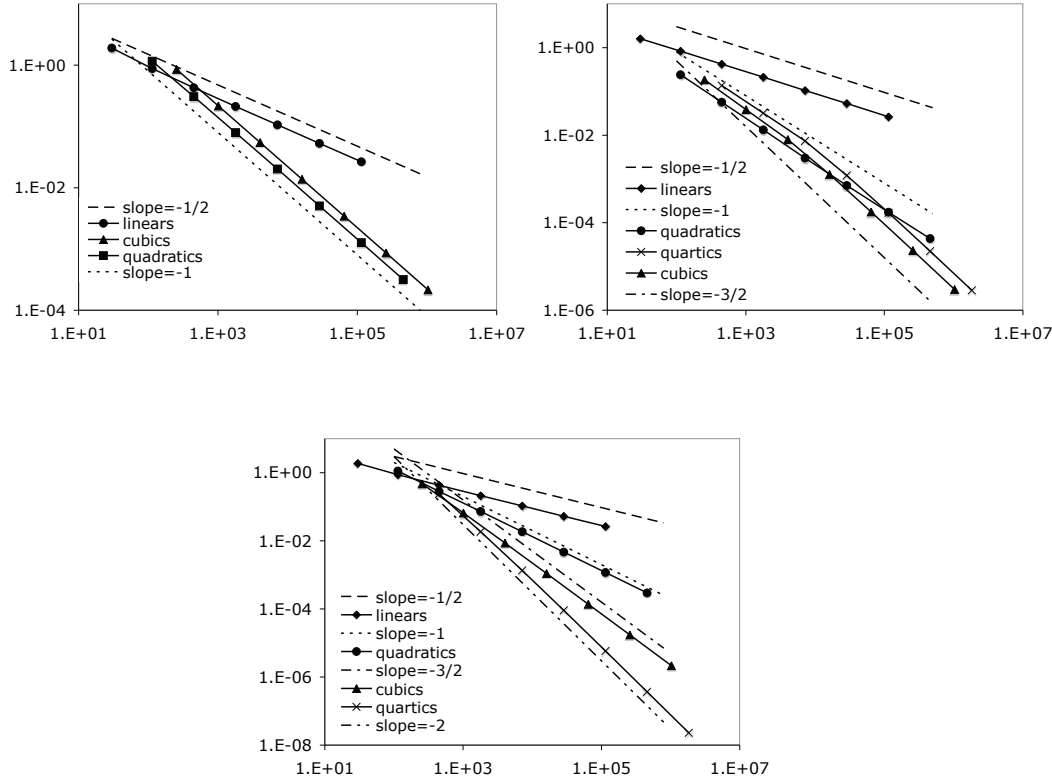 1.E+00
1.E-02
1.E-04
slope=-1/2
linears
cubics
quadratics
slope=-1
1.E+01
1.E+03
1.E+05
1.E+07
1.E+00
1.E-02
1.E-04
1.E-06
slope=-1/2
linears
slope=-1
quadratics
quartics
cubics
slope=-3/2
1.E+01
1.E+03
1.E+05
1.E+07
1.E+00
1.E-02
1.E-04
1.E-06
1.E-08
slope=-1/2
linears
slope=-1
quadratics
slope=-3/2
cubics
quartics
slope=-2
1.E+01
1.E+03
1.E+05
1.E+07